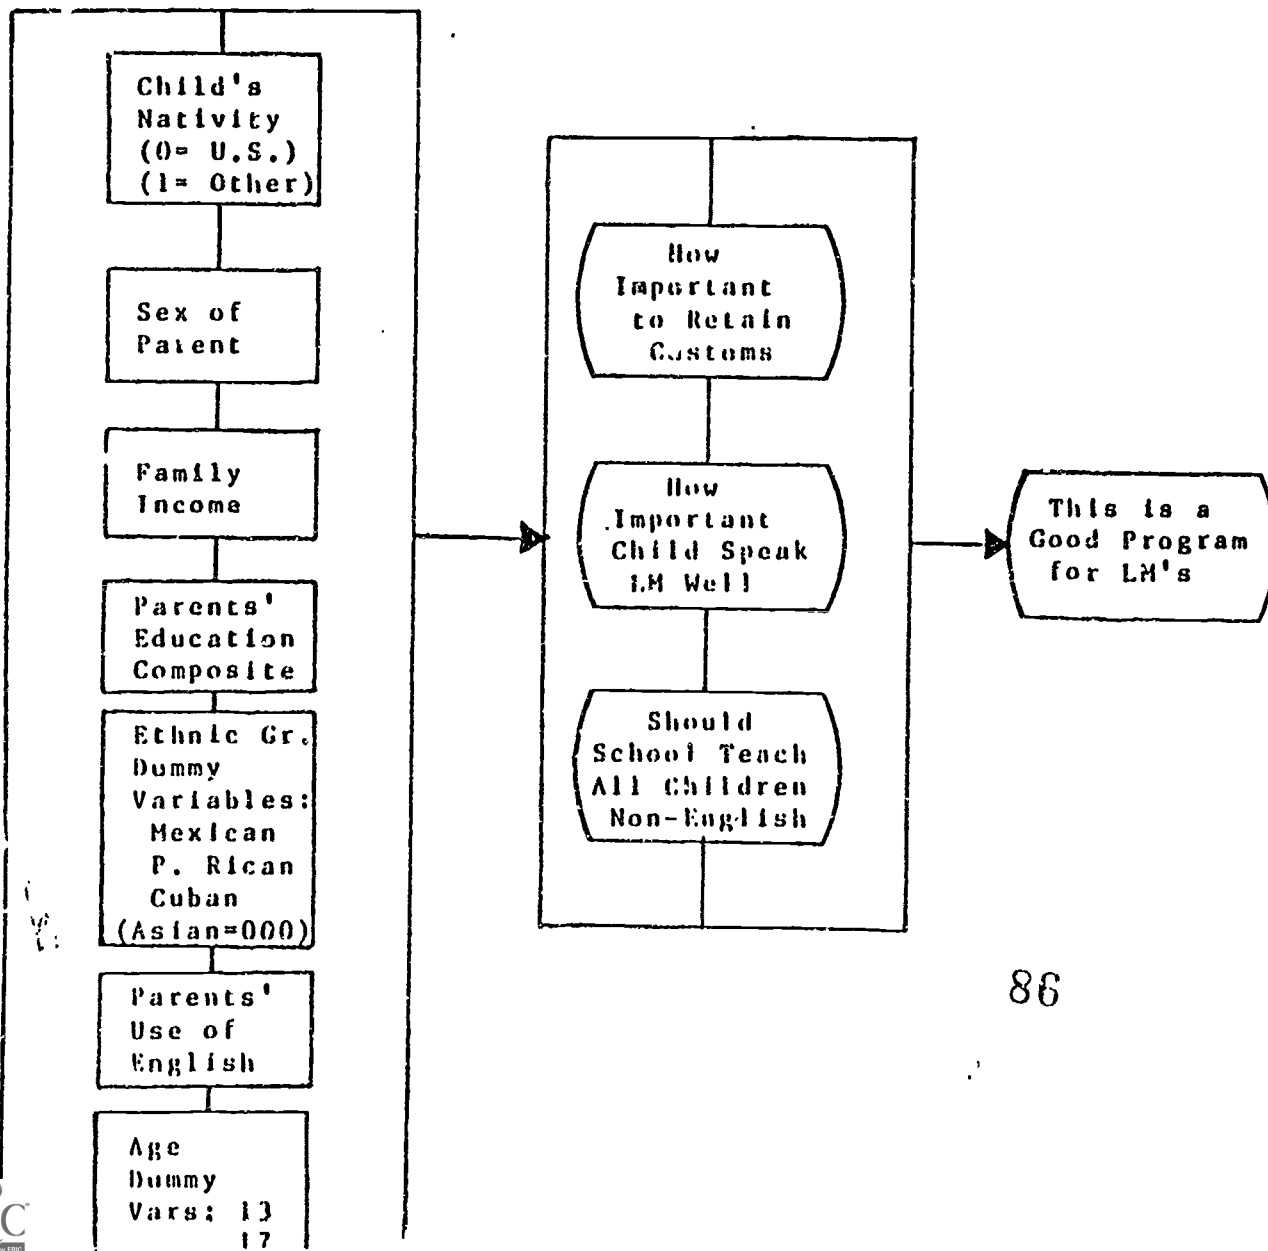 Child's
Nativity
(0= U.S.)
(1= Other)
Sex of
Parent
Family
Income
Parents'
Education
Composite
Ethnic Gr.
Dummy
Variables:
Mexican
P. Rican
Cuban
(Asian=000)
Parents'
Use of
English
Age
Dummy
Vars: 13
17
How
Important
to Retain
Customs
How
Important
Child Speak
LM Well
Should
School Teach
All Children
Non-English
This is a
Good Program
for LM's
86